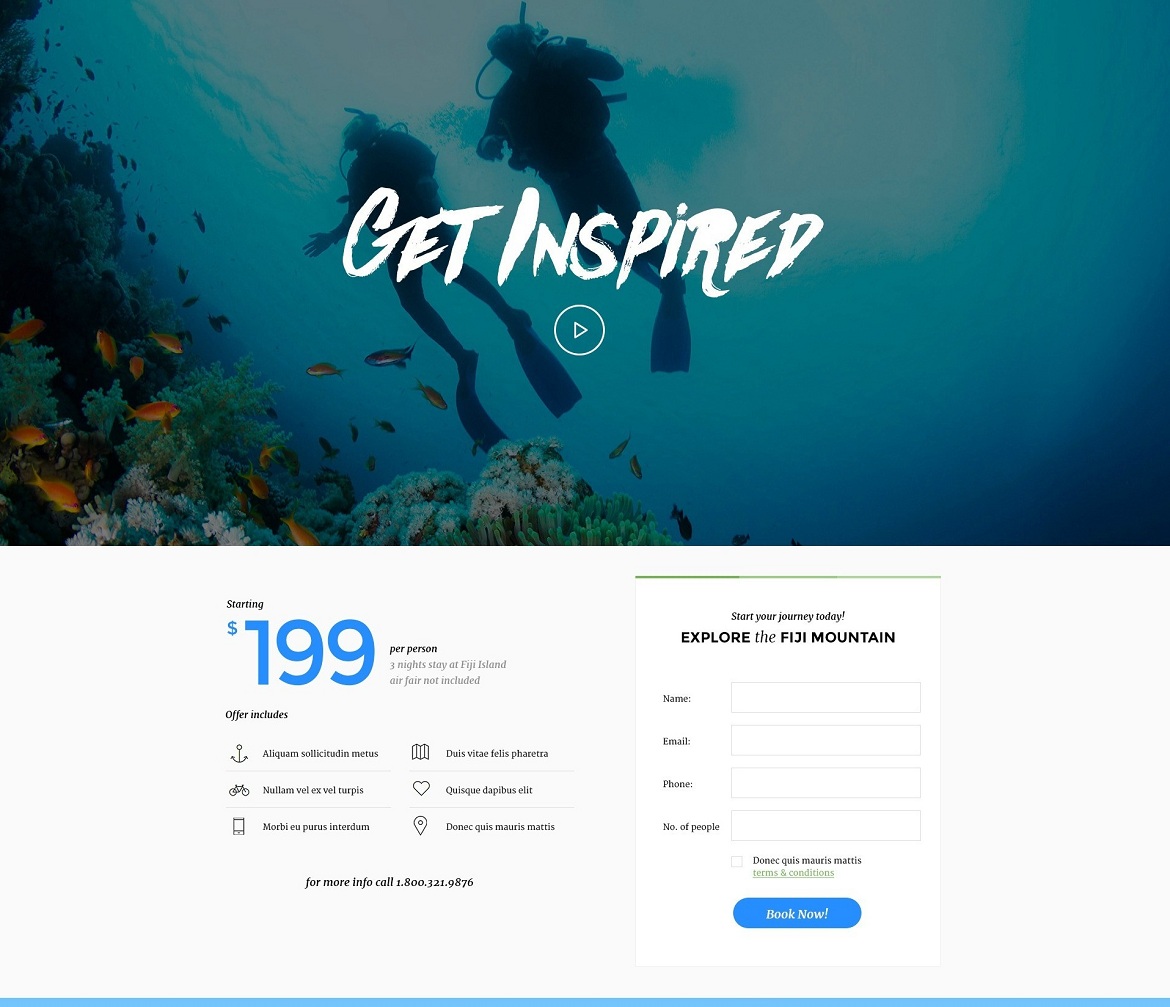 GET INSPIRED
Starting
$199
per person
3 nights stay at Fiji Island
air fair not included
Offer includes
Aliquam sollicitudin metus
Duis vitae felis pharetra
Nullam vel ex vel turpis
Quisque dapibus elit
Morbi eu purus interdum
Donec quis mauris mattis
for more info call 1.800.321.9876
Start your journey today!
EXPLORE the FIJI MOUNTAIN
Name:
Email:
Phone:
No. of people
Donec quis mauris mattis
terms & conditions
Book Now!